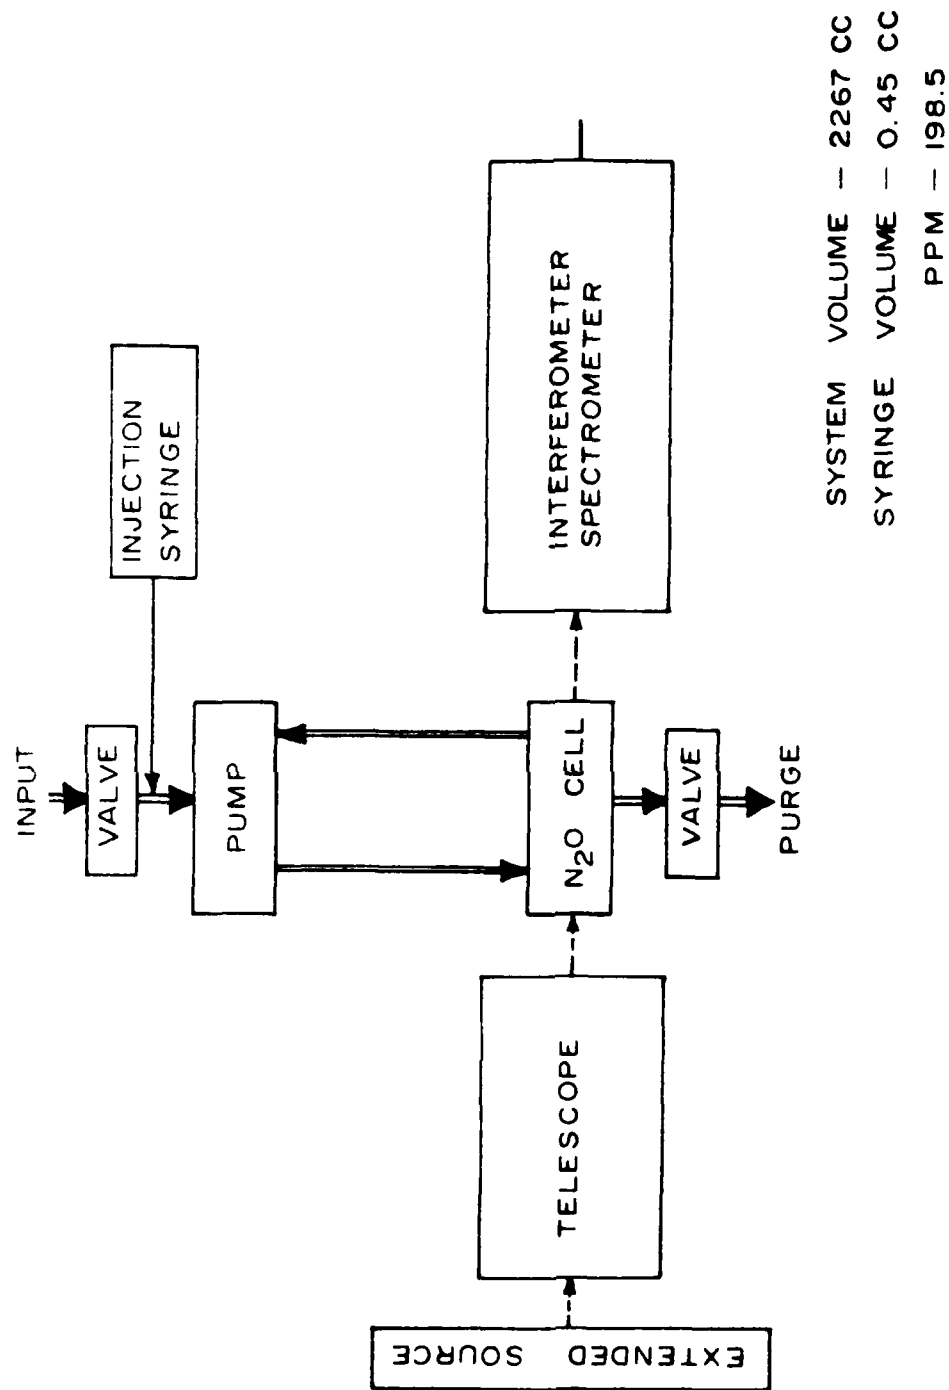 INPUT
VALVE
INJECTION
SYRINGE
PUMP
EXTENDED
SOURCE
TELESCOPE
N2O CELL
INTERFEROMETER
SPECTROMETER
VALVE
PURGE
SYSTEM VOLUME – 2267 CC
SYRINGE VOLUME – 0.45 CC
PPM – 198.5